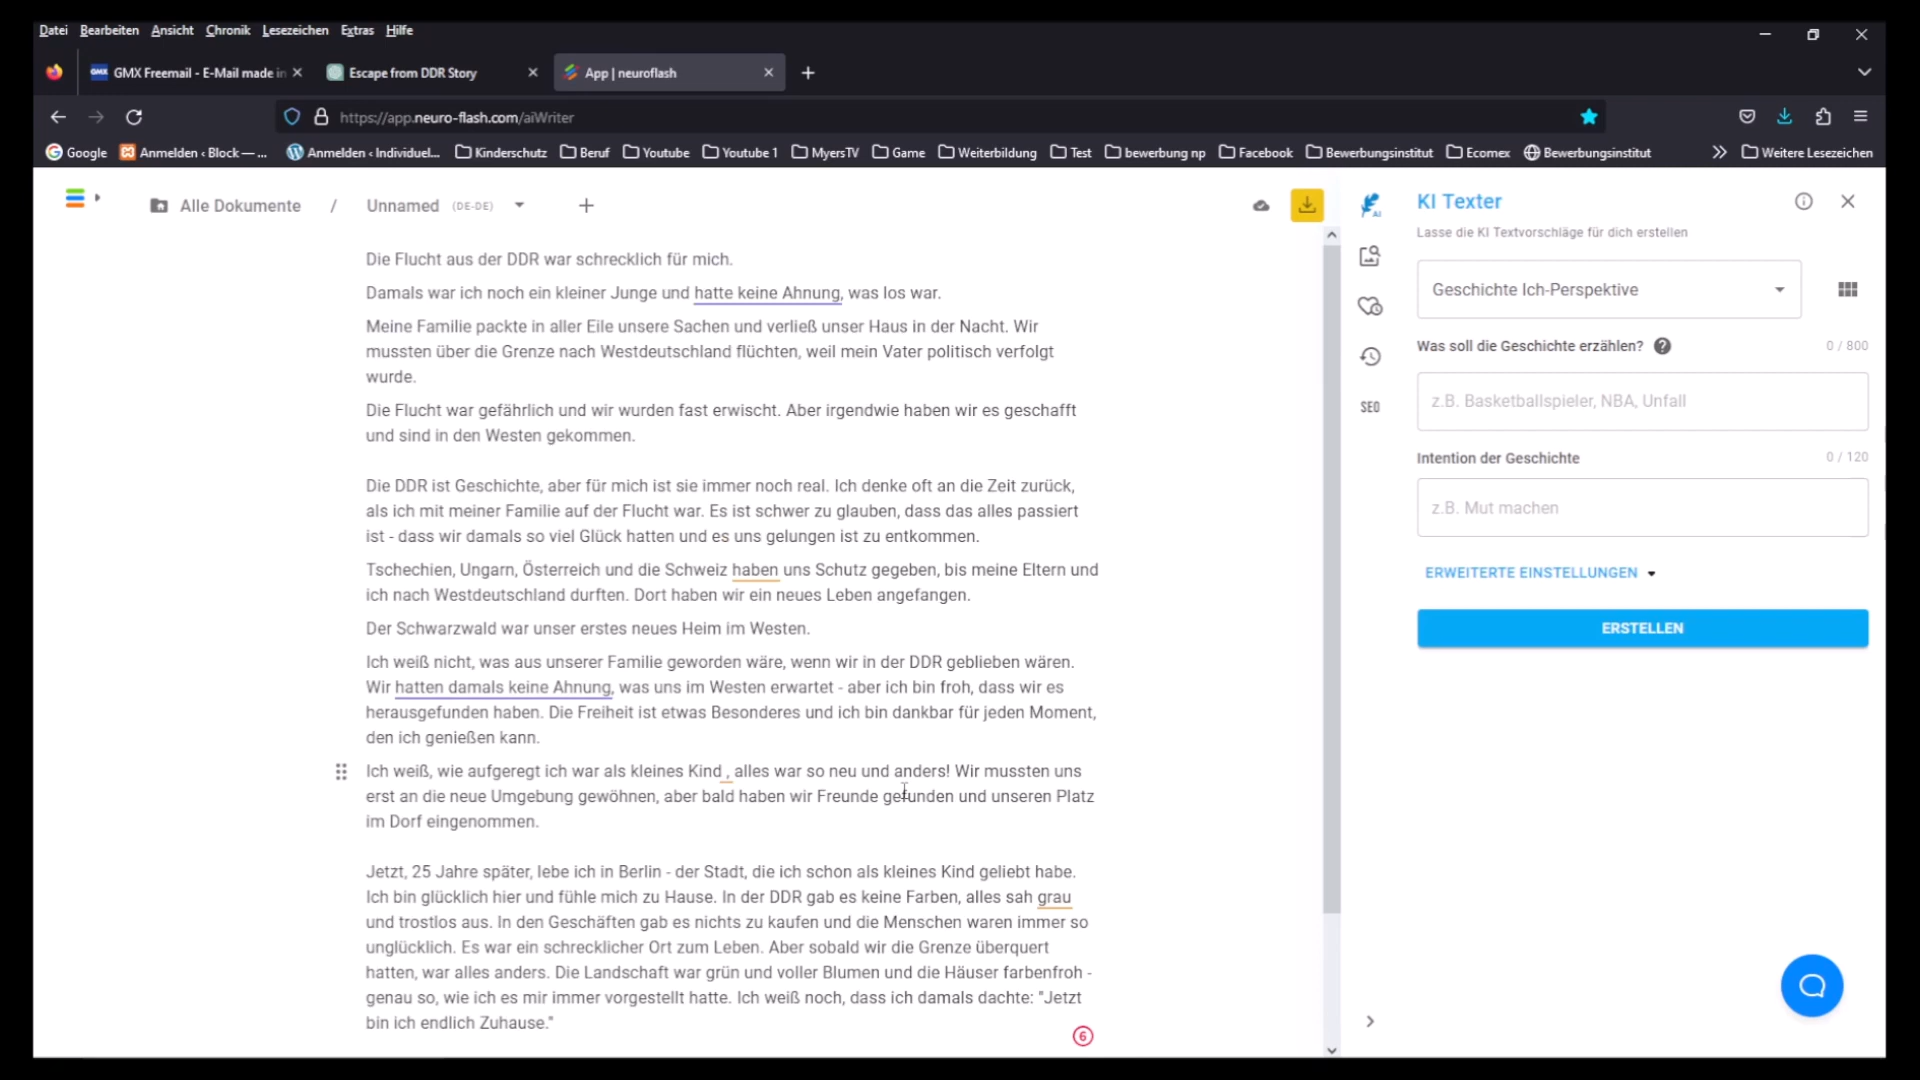 Datei Bearbeiten Ansicht Chronik Lesezeichen Extras Hilfe
GMX GMX Freemail - E-Mail made in Escape from DDR Story App | neuroflash
https://app.neuro-flash.com/aiWriter
Google Anmelden ‹ Block — ... Anmelden ‹ Individuel... Kinderschutz Beruf Youtube Youtube 1 MyersTV Game Weiterbildung Test bewerbung np Facebook Bewerbungsinstitut Ecomex Bewerbungsinstitut Weitere Lesezeichen
Alle Dokumente / Unnamed (DE-DE)
Die Flucht aus der DDR war schrecklich für mich.
Damals war ich noch ein kleiner Junge und hatte keine Ahnung, was los war.
Meine Familie packte in aller Eile unsere Sachen und verließ unser Haus in der Nacht. Wir
mussten über die Grenze nach Westdeutschland flüchten, weil mein Vater politisch verfolgt
wurde.
Die Flucht war gefährlich und wir wurden fast erwischt. Aber irgendwie haben wir es geschafft
und sind in den Westen gekommen.
Die DDR ist Geschichte, aber für mich ist sie immer noch real. Ich denke oft an die Zeit zurück,
als ich mit meiner Familie auf der Flucht war. Es ist schwer zu glauben, dass das alles passiert
ist - dass wir damals so viel Glück hatten und es uns gelungen ist zu entkommen.
Tschechien, Ungarn, Österreich und die Schweiz haben uns Schutz gegeben, bis meine Eltern und
ich nach Westdeutschland durften. Dort haben wir ein neues Leben angefangen.
Der Schwarzwald war unser erstes neues Heim im Westen.
Ich weiß nicht, was aus unserer Familie geworden wäre, wenn wir in der DDR geblieben wären.
Wir hatten damals keine Ahnung, was uns im Westen erwartet - aber ich bin froh, dass wir es
herausgefunden haben. Die Freiheit ist etwas Besonderes und ich bin dankbar für jeden Moment,
den ich genießen kann.
Ich weiß, wie aufgeregt ich war als kleines Kind , alles war so neu und anders! Wir mussten uns
erst an die neue Umgebung gewöhnen, aber bald haben wir Freunde gefunden und unseren Platz
im Dorf eingenommen.
Jetzt, 25 Jahre später, lebe ich in Berlin - der Stadt, die ich schon als kleines Kind geliebt habe.
Ich bin glücklich hier und fühle mich zu Hause. In der DDR gab es keine Farben, alles sah grau
und trostlos aus. In den Geschäften gab es nichts zu kaufen und die Menschen waren immer so
unglücklich. Es war ein schrecklicher Ort zum Leben. Aber sobald wir die Grenze überquert
hatten, war alles anders. Die Landschaft war grün und voller Blumen und die Häuser farbenfroh -
genau so, wie ich es mir immer vorgestellt hatte. Ich weiß noch, dass ich damals dachte: "Jetzt
bin ich endlich Zuhause."
6
AI
SEO
KI Texter
Lasse die KI Textvorschläge für dich erstellen
Geschichte Ich-Perspektive
Was soll die Geschichte erzählen? 0 / 800
z.B. Basketballspieler, NBA, Unfall
Intention der Geschichte 0 / 120
z.B. Mut machen
ERWEITERTE EINSTELLUNGEN
ERSTELLEN